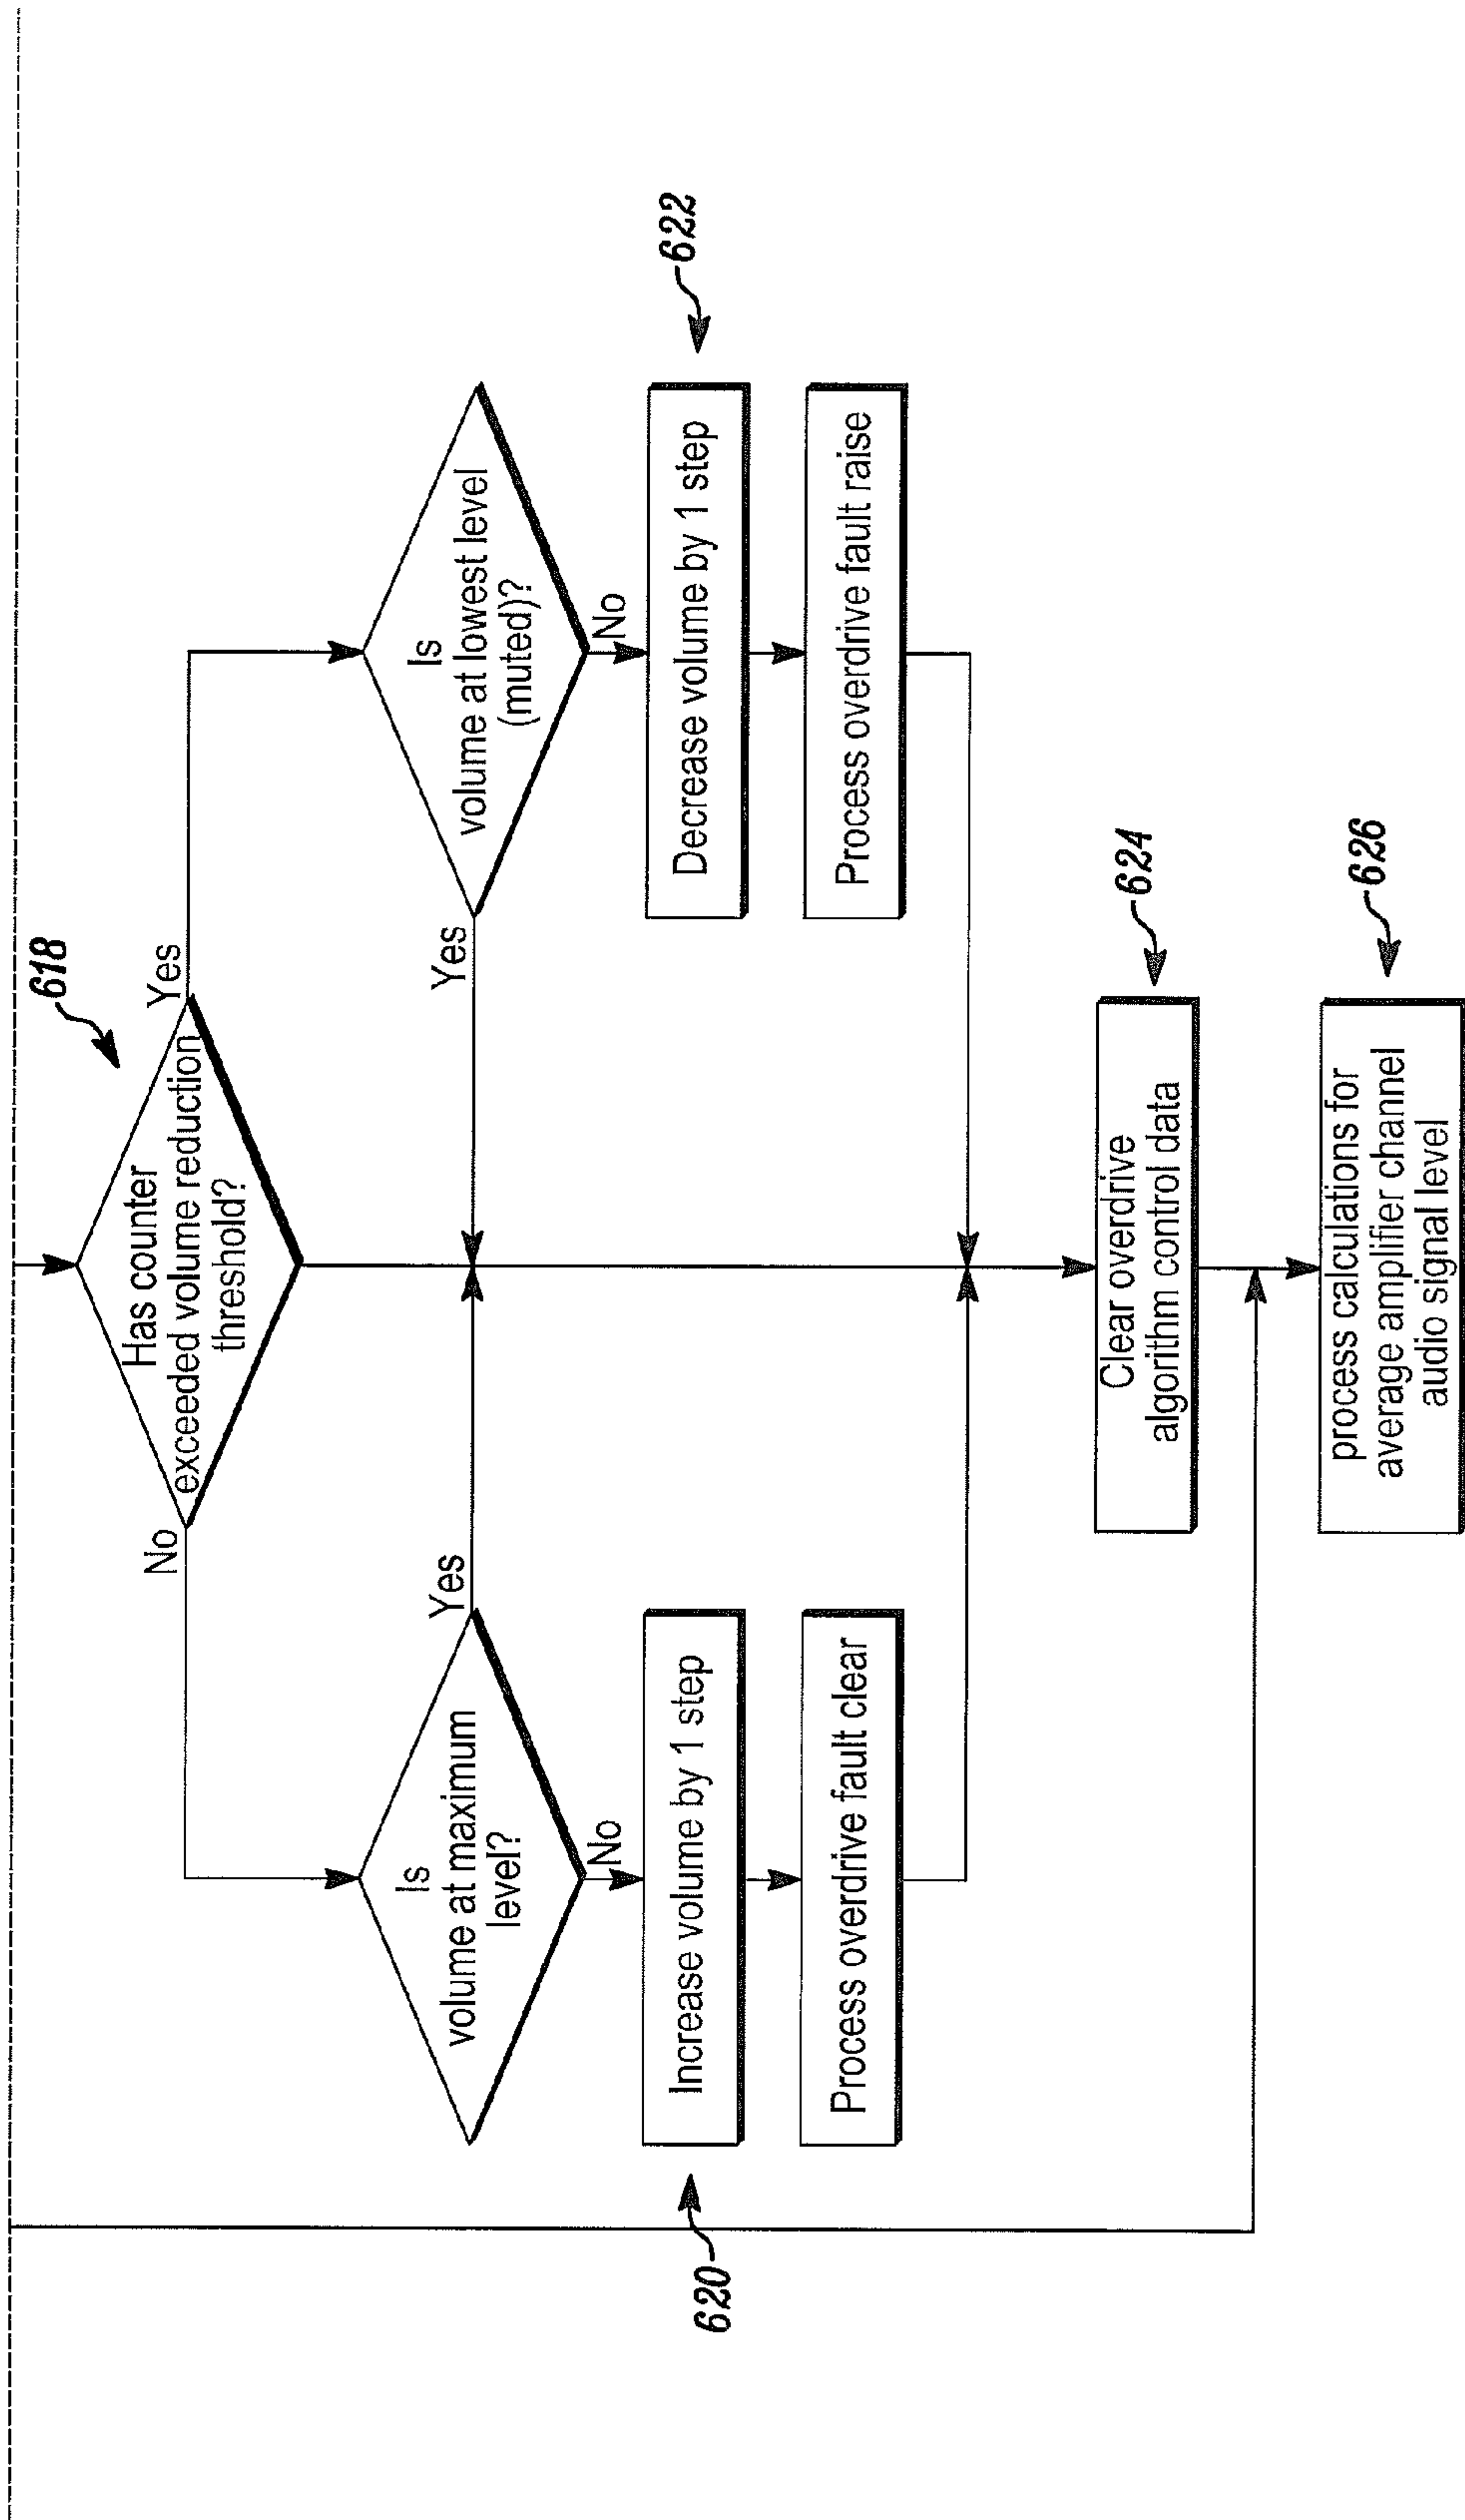 618
Has counter
exceeded volume reduction
threshold?
No
Yes
Is
volume at maximum
level?
Yes
No
Is
volume at lowest level
(muted)?
Yes
No
620
Increase volume by 1 step
Process overdrive fault clear
622
Decrease volume by 1 step
Process overdrive fault raise
624
Clear overdrive
algorithm control data
626
process calculations for
average amplifier channel
audio signal level